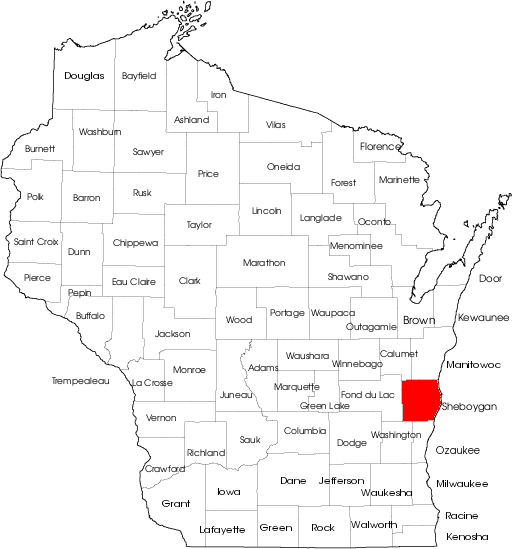 Douglas
Bayfield
Iron
Ashland
Vilas
Washburn
Burnett
Sawyer
Florence
Price
Oneida
Forest
Marinette
Polk
Barron
Rusk
Lincoln
Langlade
Oconto
Taylor
Saint Croix
Dunn
Chippewa
Menominee
Marathon
Shawano
Pierce
Pepin
Eau Claire
Clark
Door
Buffalo
Wood
Portage
Waupaca
Outagamie
Brown
Kewaunee
Jackson
Trempealeau
Monroe
La Crosse
Adams
Waushara
Winnebago
Calumet
Manitowoc
Juneau
Marquette
Green Lake
Fond du Lac
Sheboygan
Vernon
Columbia
Dodge
Washington
Sauk
Richland
Crawford
Ozaukee
Grant
Iowa
Dane
Jefferson
Waukesha
Milwaukee
Lafayette
Green
Rock
Walworth
Racine
Kenosha